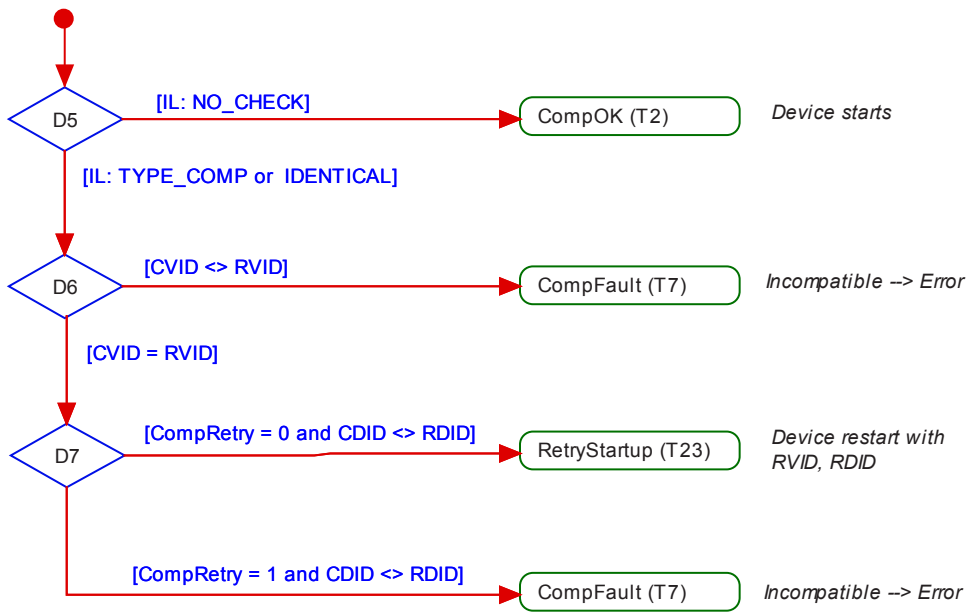 [IL: NO_CHECK]
D5
CompOK (T2)
Device starts
[IL: TYPE_COMP or IDENTICAL]
[CVID <> RVID]
D6
CompFault (T7)
Incompatible --> Error
[CVID = RVID]
[CompRetry = 0 and CDID <> RDID]
D7
RetryStartup (T23)
Device restart with
RVID, RDID
[CompRetry = 1 and CDID <> RDID]
CompFault (T7)
Incompatible --> Error